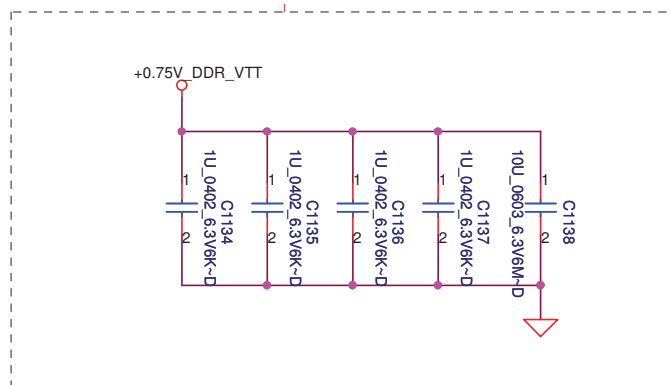 +0.75V_DDR_VTT
1
2
1U_0402_6.3V6K~D
C1134
1
2
1U_0402_6.3V6K~D
C1135
1
2
1U_0402_6.3V6K~D
C1136
1
2
1U_0402_6.3V6K~D
C1137
1
2
10U_0603_6.3V6M~D
C1138